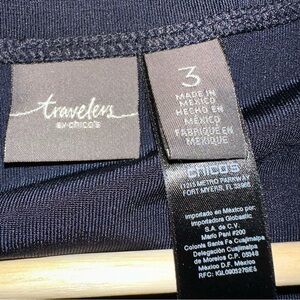 travelers
BY CHICO'S
3
MADE IN
MEXICO
HECHO EN
MEXICO
FABRIQUÉ EN
MEXIQUE
chico's
11215 METRO PARKWAY
FORT MYERS, FL 33966
Importado en México por:
Importadora Globastic
S.A. de C.V.
Mario Pani #200
Colonia Santa Fe Cuajimalpa
Delegación Cuajimalpa
de Morelos C.P. 05348
México D.F. México
RFC: